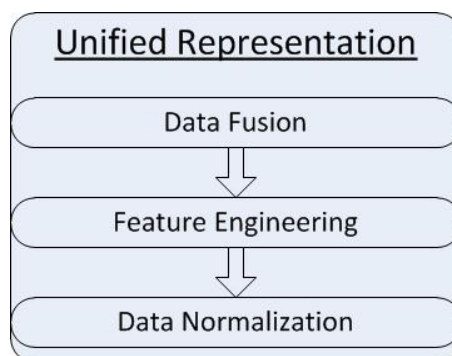 Unified Representation
Data Fusion
Feature Engineering
Data Normalization